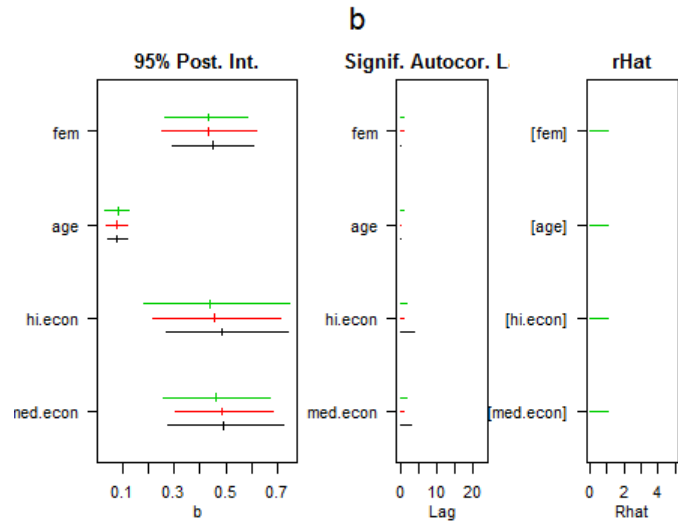 b
95% Post. Int.
fem
age
hi.econ
ned.econ
0.1 0.3 0.5 0.7
b
Signif. Autocor. L
fem
age
hi.econ
med.econ
0 10 20
Lag
rHat
[fem]
[age]
[hi.econ]
[med.econ]
0 2 4
Rhat